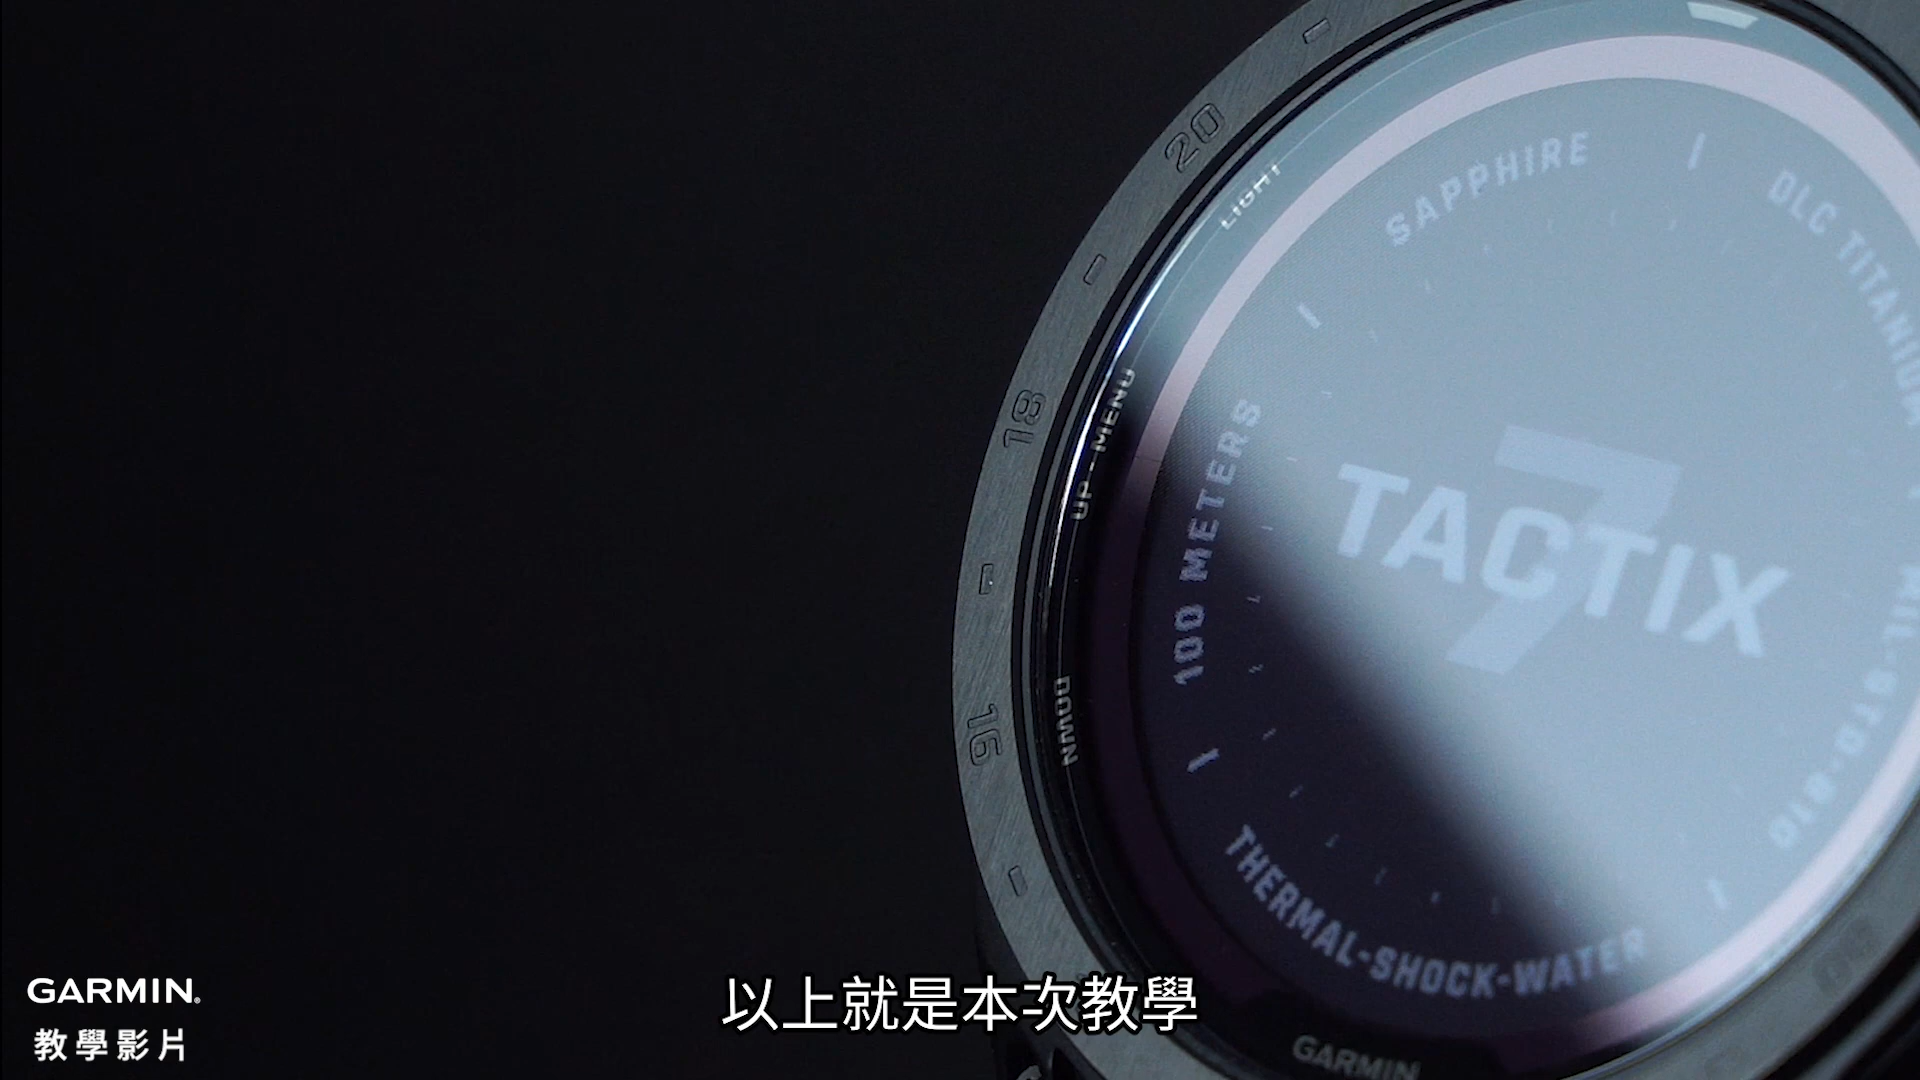 20
LIGHT
SAPPHIRE
DLC TITANIUM
18
UP - MENU
100 METERS
7
TACTIX
MIL-STD-810
16
DOWN
THERMAL-SHOCK-WATER
GARMIN
GARMIN®
教學影片
以上就是本次教學